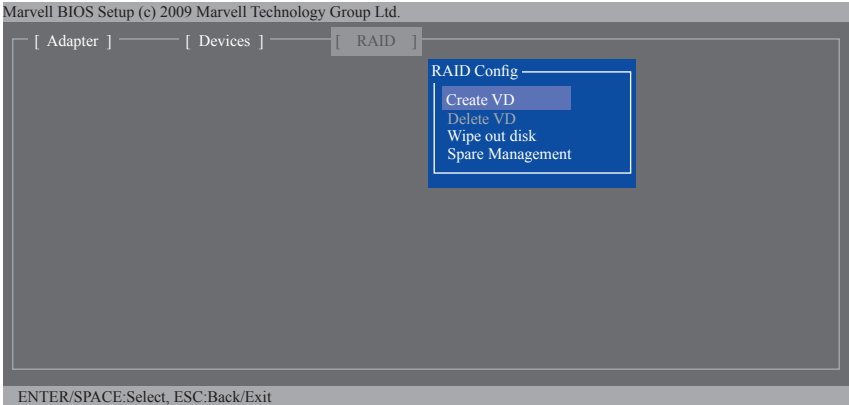 Marvell BIOS Setup (c) 2009 Marvell Technology Group Ltd.
[ Adapter ] [ Devices ] [ RAID ]
RAID Config
Create VD
Delete VD
Wipe out disk
Spare Management
ENTER/SPACE:Select, ESC:Back/Exit